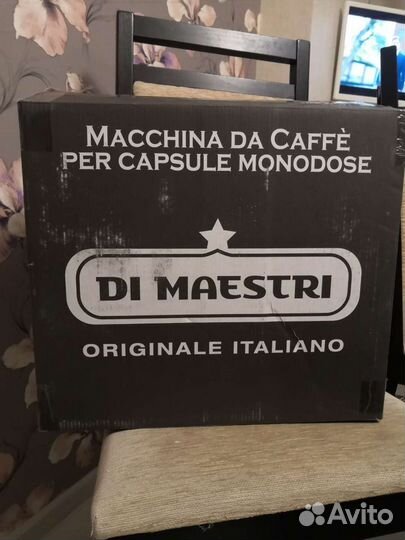 MACCHINA DA CAFFÈ
PER CAPSULE MONODOSE
DI MAESTRI
ORIGINALE ITALIANO
Avito